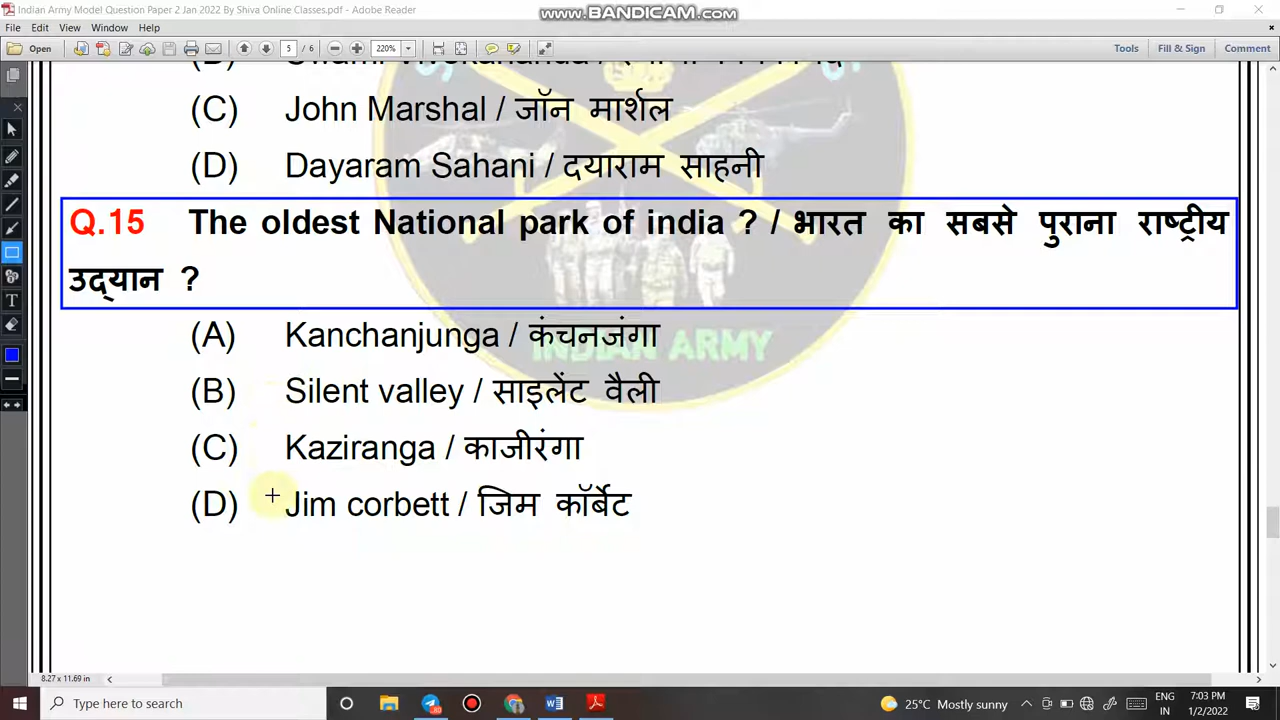 Indian Army Model Question Paper 2 Jan 2022 By Shiva Online Classes.pdf - Adobe Reader
www.BANDICAM.com
File Edit View Window Help
Open 5 / 6 220% Tools Fill & Sign Comment
(C) John Marshal / जॉन मार्शल
(D) Dayaram Sahani / दयाराम साहनी
Q.15 The oldest National park of india ? / भारत का सबसे पुराना राष्ट्रीय
उद्यान ?
(A) Kanchanjunga / कंचनजंगा
INDIAN ARMY
(B) Silent valley / साइलेंट वैली
(C) Kaziranga / काजीरंगा
(D) Jim corbett / जिम कॉर्बेट
8.27 x 11.69 in
Type here to search 25°C Mostly sunny ENG 7:03 PM
IN 1/2/2022